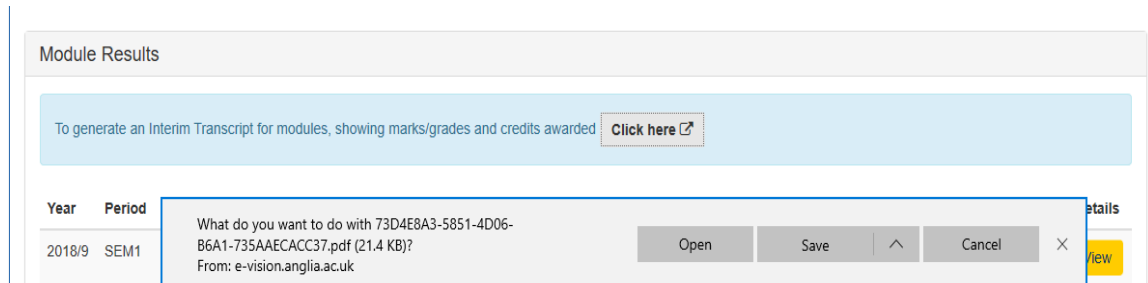 Module Results
To generate an Interim Transcript for modules, showing marks/grades and credits awarded Click here
Year Period etails
What do you want to do with 73D4E8A3-5851-4D06-
B6A1-735AAECACC37.pdf (21.4 KB)?
From: e-vision.anglia.ac.uk
Open Save Cancel
2018/9 SEM1 View